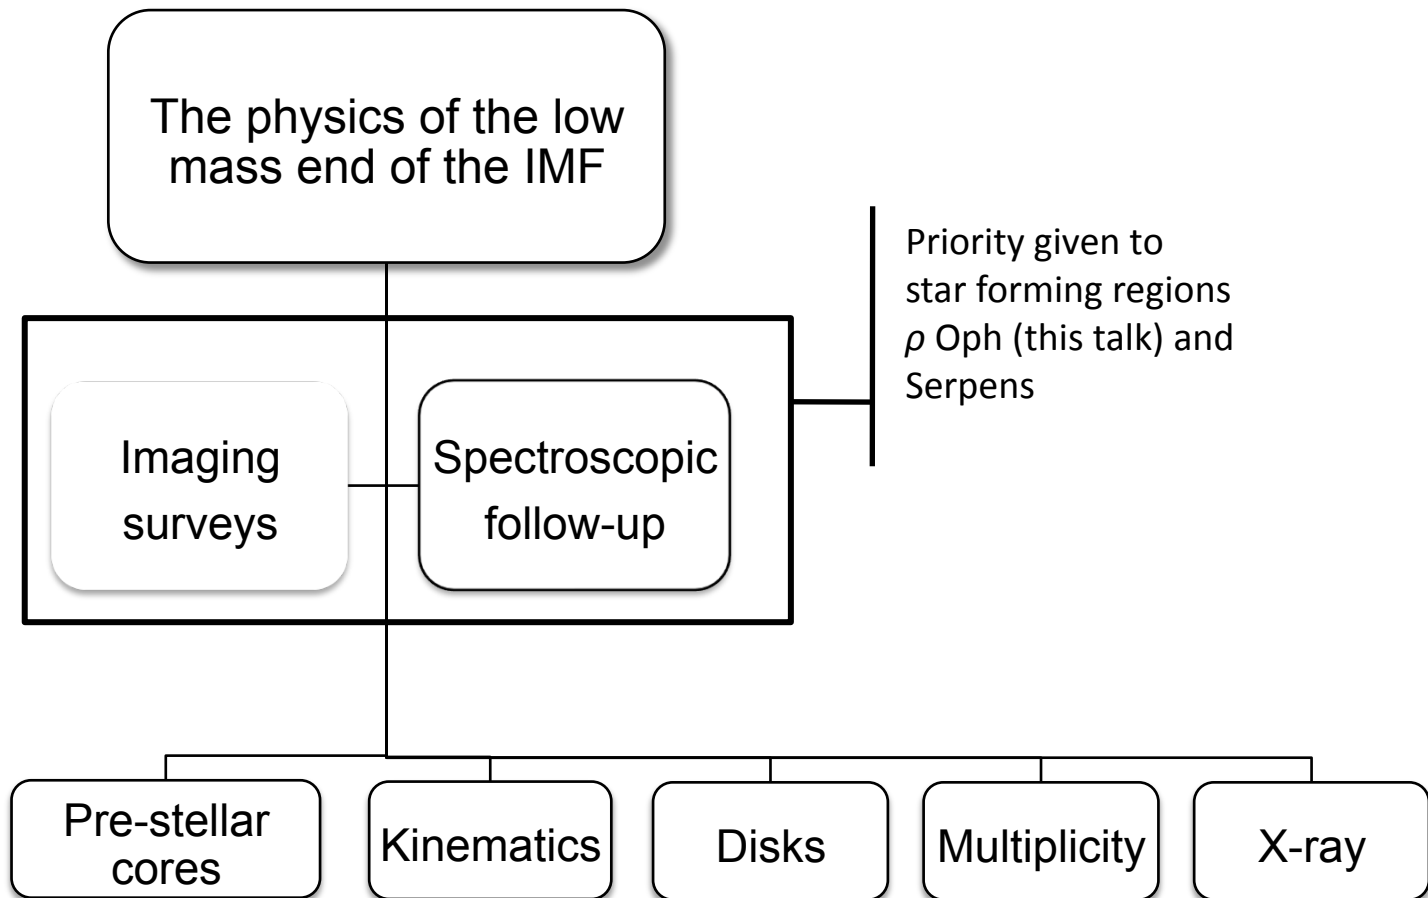 The physics of the low
mass end of the IMF
Priority given to
star forming regions
ρ Oph (this talk) and
Serpens
Imaging
surveys
Spectroscopic
follow-up
Pre-stellar
cores
Kinematics
Disks
Multiplicity
X-ray